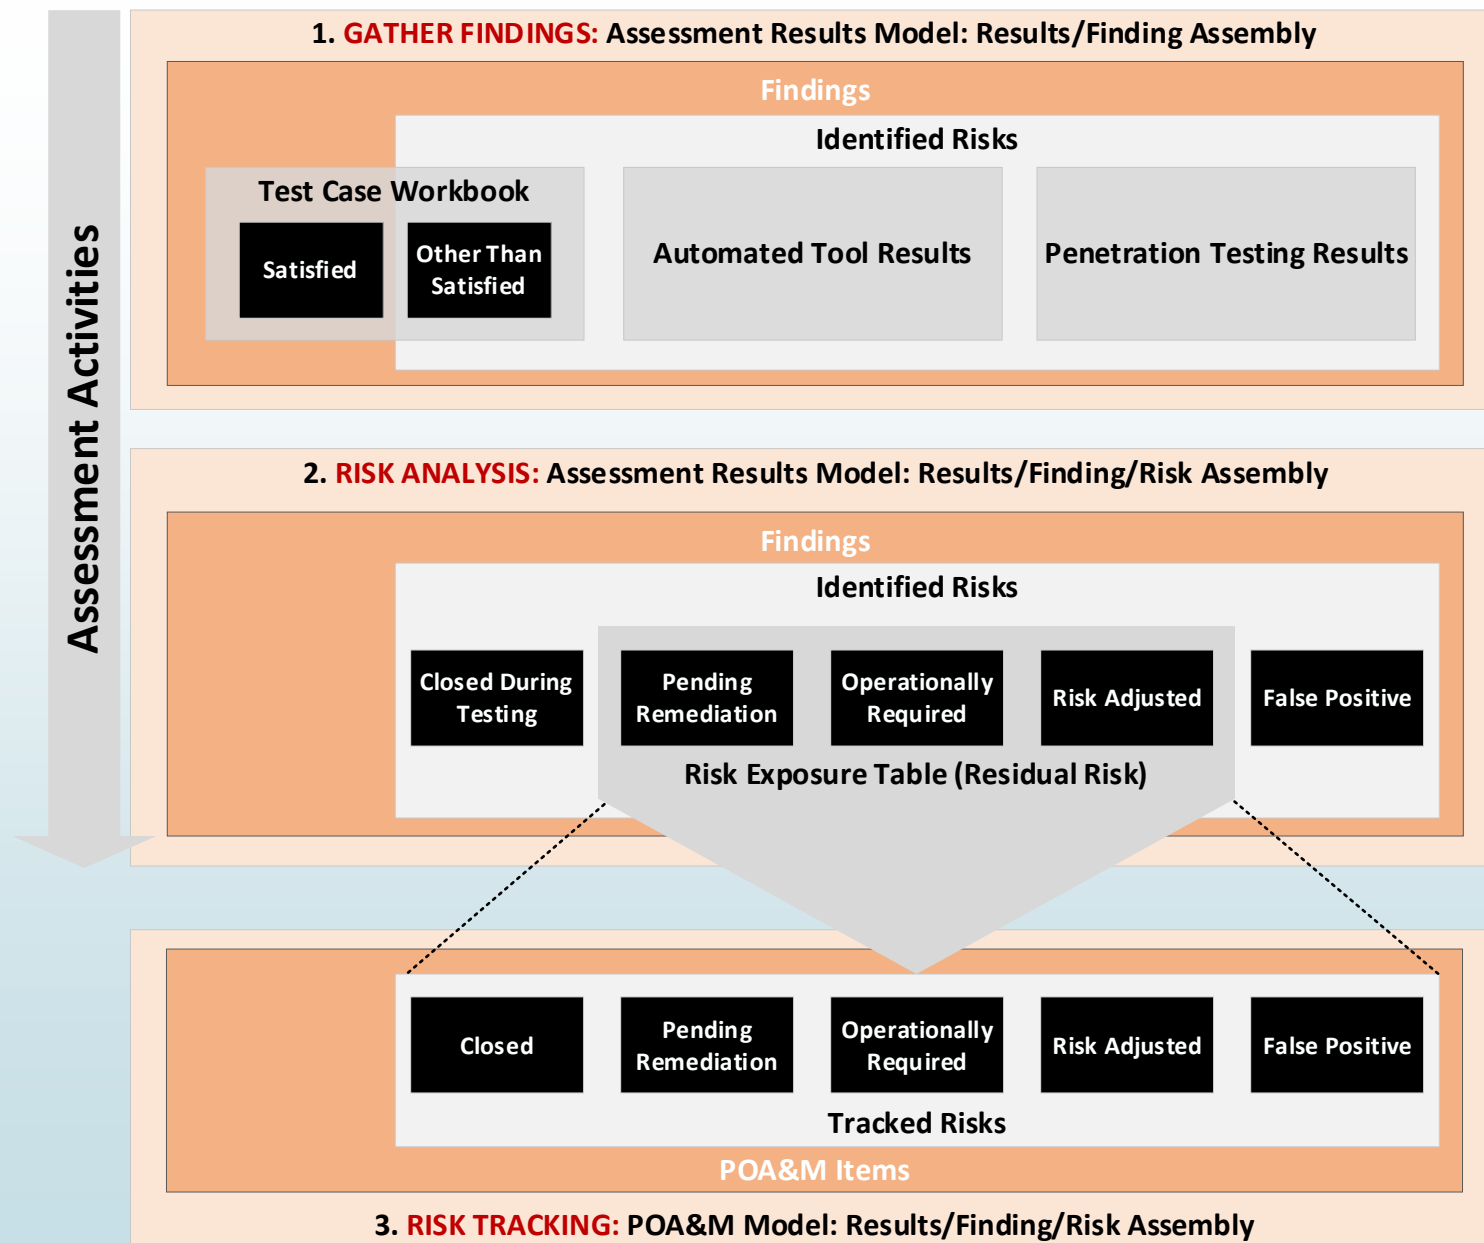 Assessment Activities
1. GATHER FINDINGS: Assessment Results Model: Results/Finding Assembly
Findings
Identified Risks
Test Case Workbook
Satisfied
Other Than
Satisfied
Automated Tool Results
Penetration Testing Results
2. RISK ANALYSIS: Assessment Results Model: Results/Finding/Risk Assembly
Findings
Identified Risks
Closed During
Testing
Pending
Remediation
Operationally
Required
Risk Adjusted
False Positive
Risk Exposure Table (Residual Risk)
Closed
Pending
Remediation
Operationally
Required
Risk Adjusted
False Positive
Tracked Risks
POA&M Items
3. RISK TRACKING: POA&M Model: Results/Finding/Risk Assembly